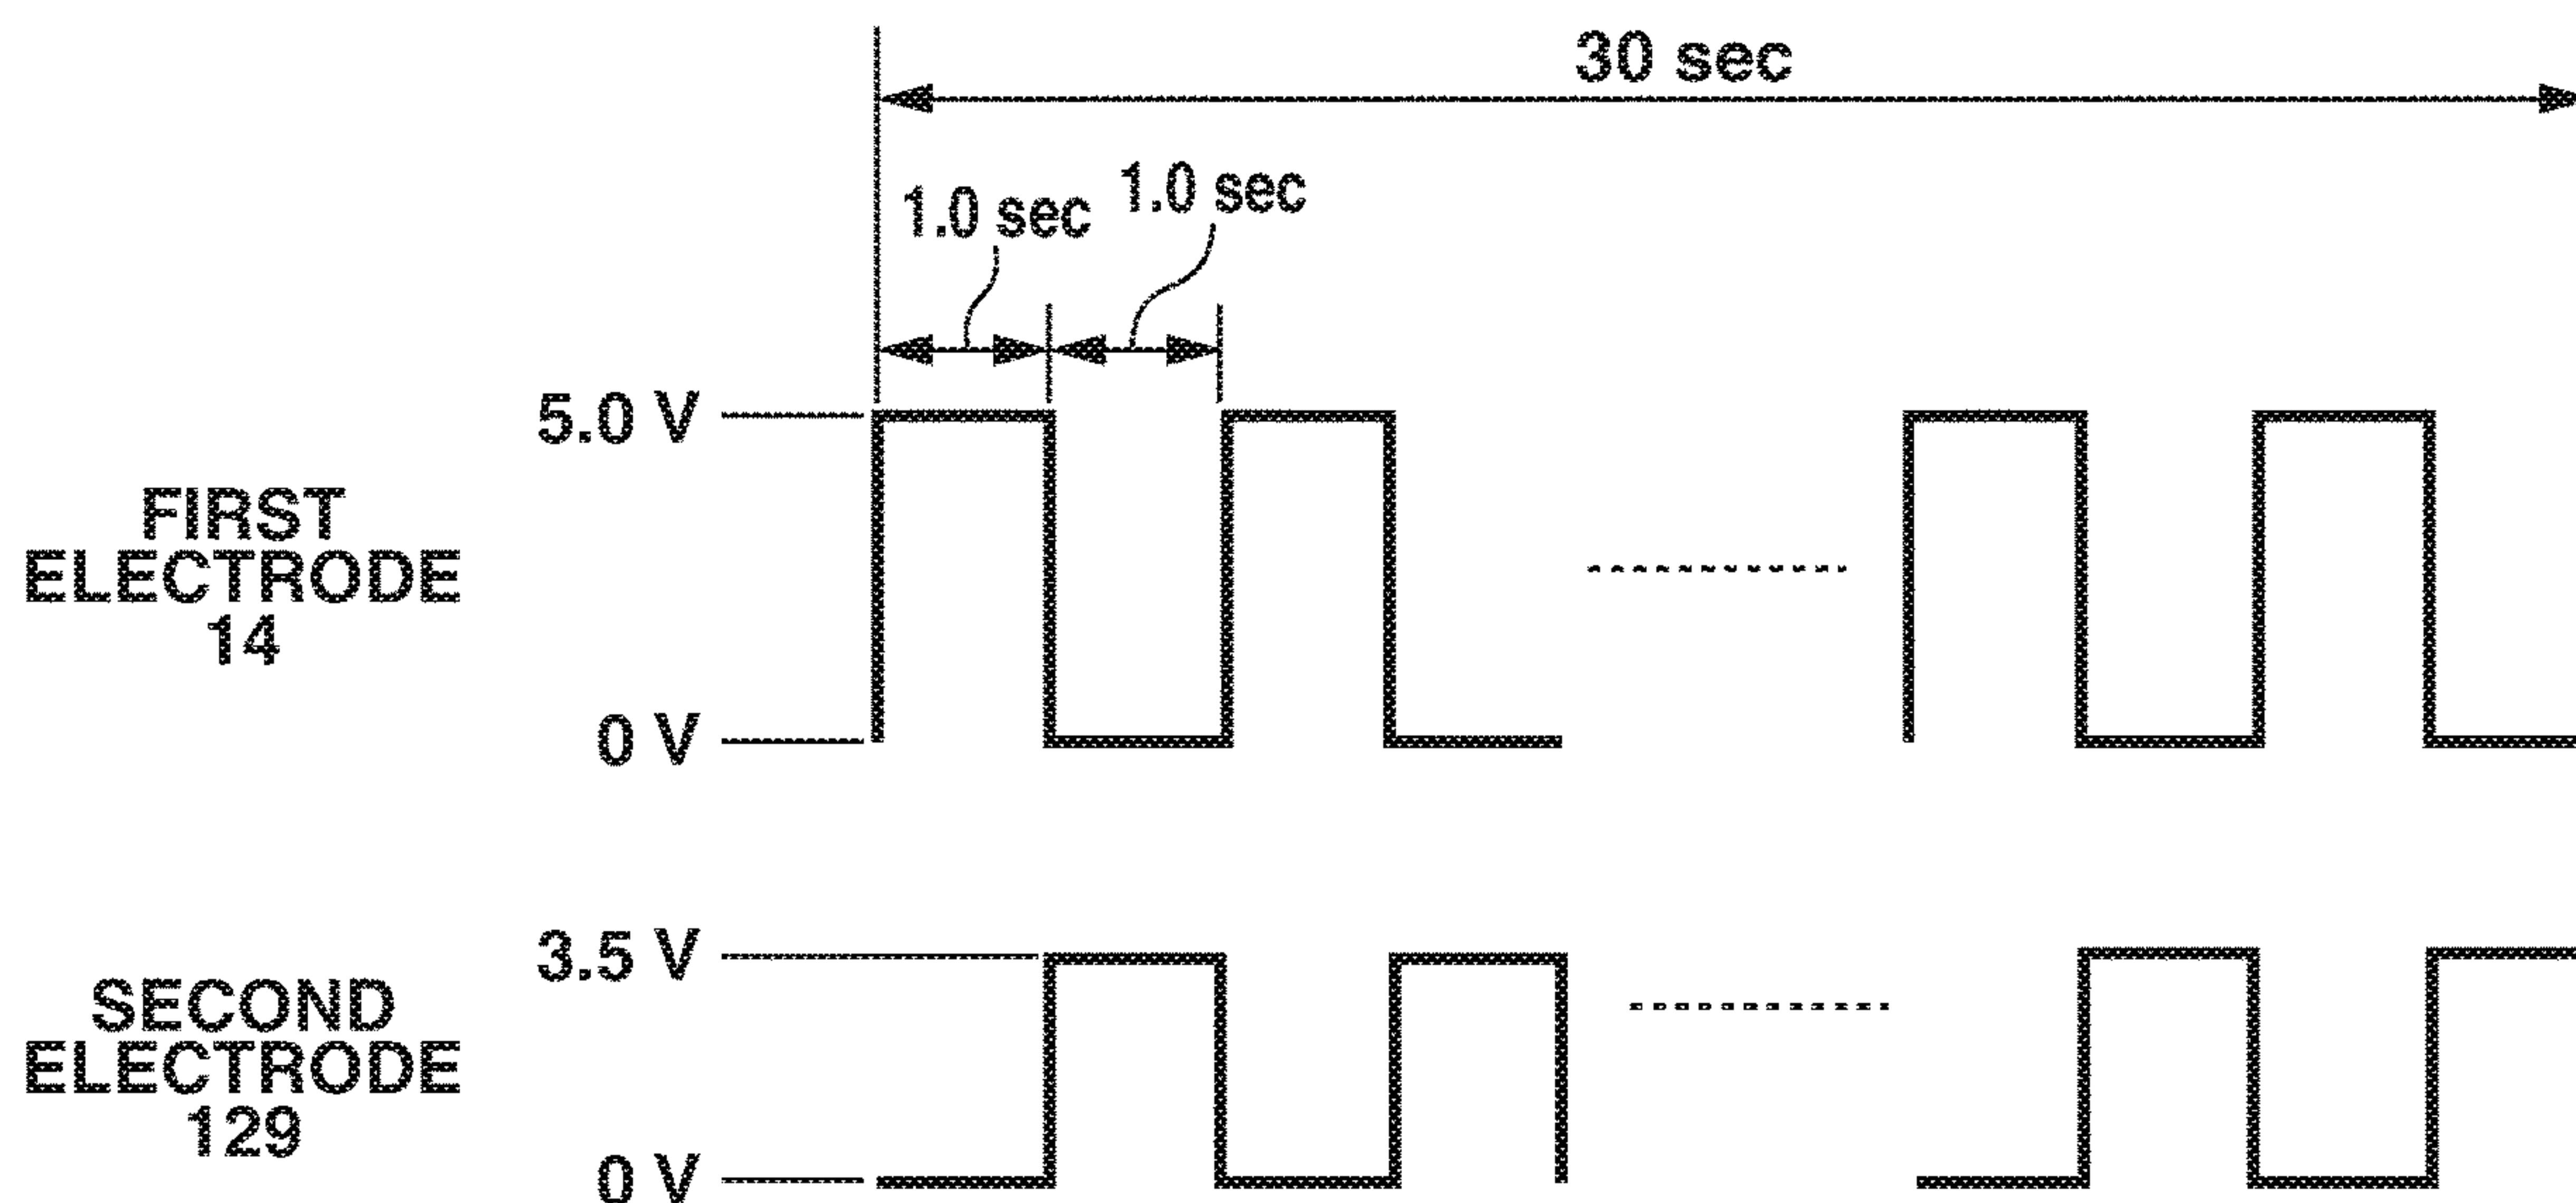 30 sec
1.0 sec
1.0 sec
5.0 V
FIRST
ELECTRODE
14
0 V
3.5 V
SECOND
ELECTRODE
129
0 V